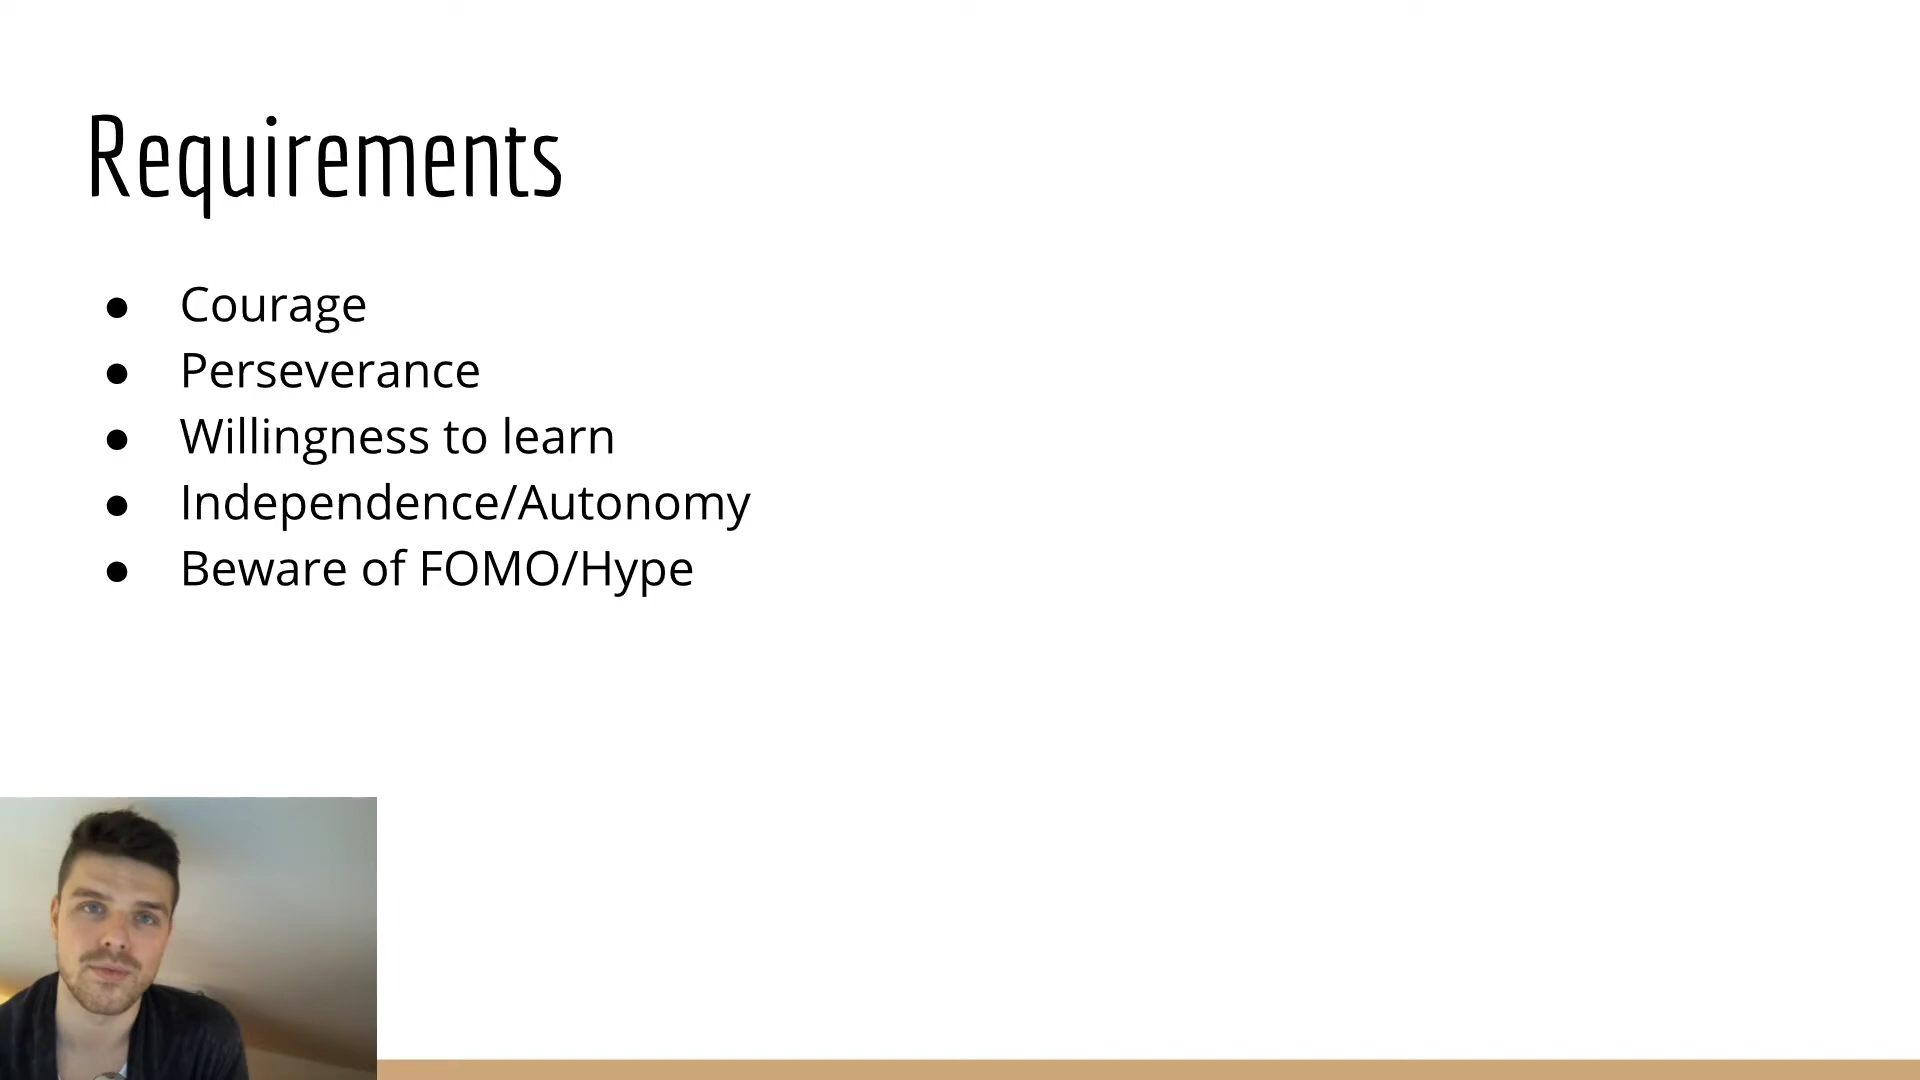 Requirements
● Courage
● Perseverance
● Willingness to learn
● Independence/Autonomy
● Beware of FOMO/Hype